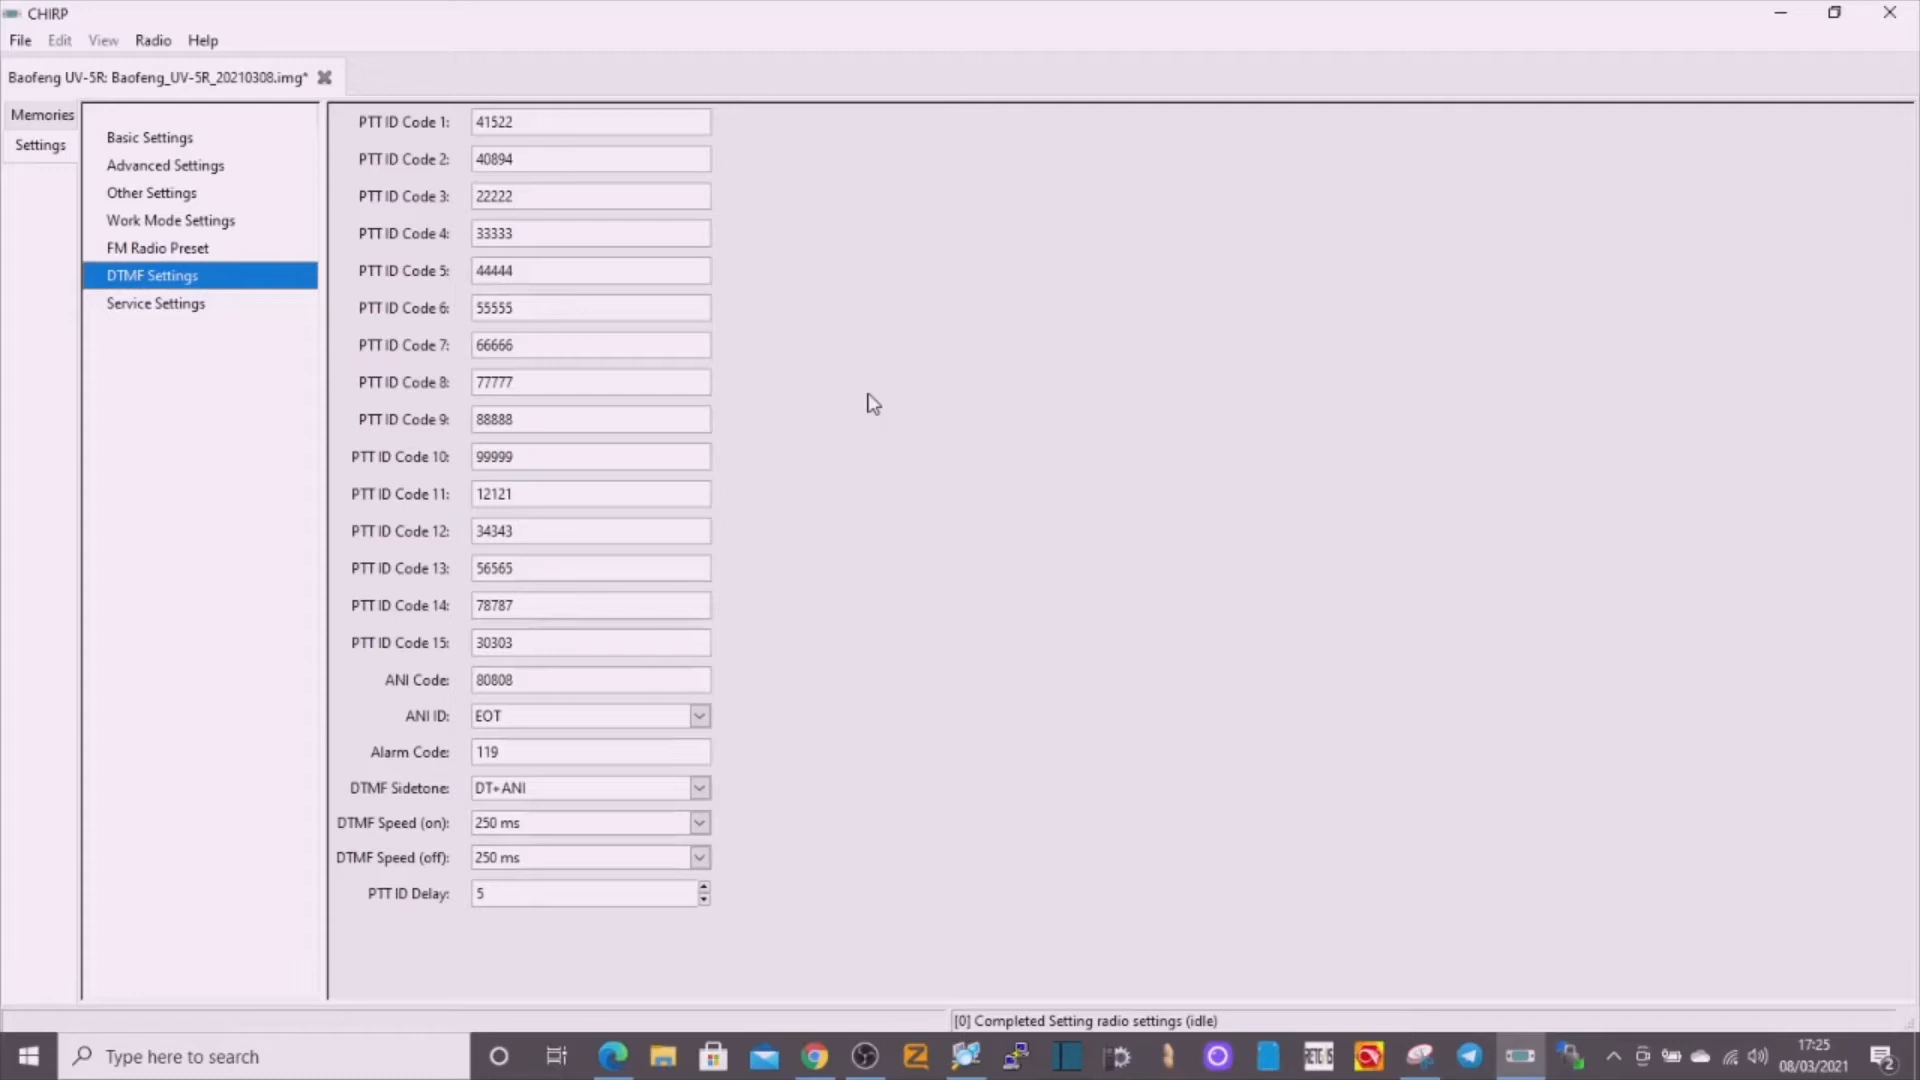 CHIRP
File Edit View Radio Help
Baofeng UV-5R: Baofeng_UV-5R_20210308.img*
Memories
Settings
Basic Settings
Advanced Settings
Other Settings
Work Mode Settings
FM Radio Preset
DTMF Settings
Service Settings
PTT ID Code 1: 41522
PTT ID Code 2: 40894
PTT ID Code 3: 22222
PTT ID Code 4: 33333
PTT ID Code 5: 44444
PTT ID Code 6: 55555
PTT ID Code 7: 66666
PTT ID Code 8: 77777
PTT ID Code 9: 88888
PTT ID Code 10: 99999
PTT ID Code 11: 12121
PTT ID Code 12: 34343
PTT ID Code 13: 56565
PTT ID Code 14: 78787
PTT ID Code 15: 30303
ANI Code: 80808
ANI ID: EOT
Alarm Code: 119
DTMF Sidetone: DT+ANI
DTMF Speed (on): 250 ms
DTMF Speed (off): 250 ms
PTT ID Delay: 5
[0] Completed Setting radio settings (idle)
Type here to search
17:25
08/03/2021
2